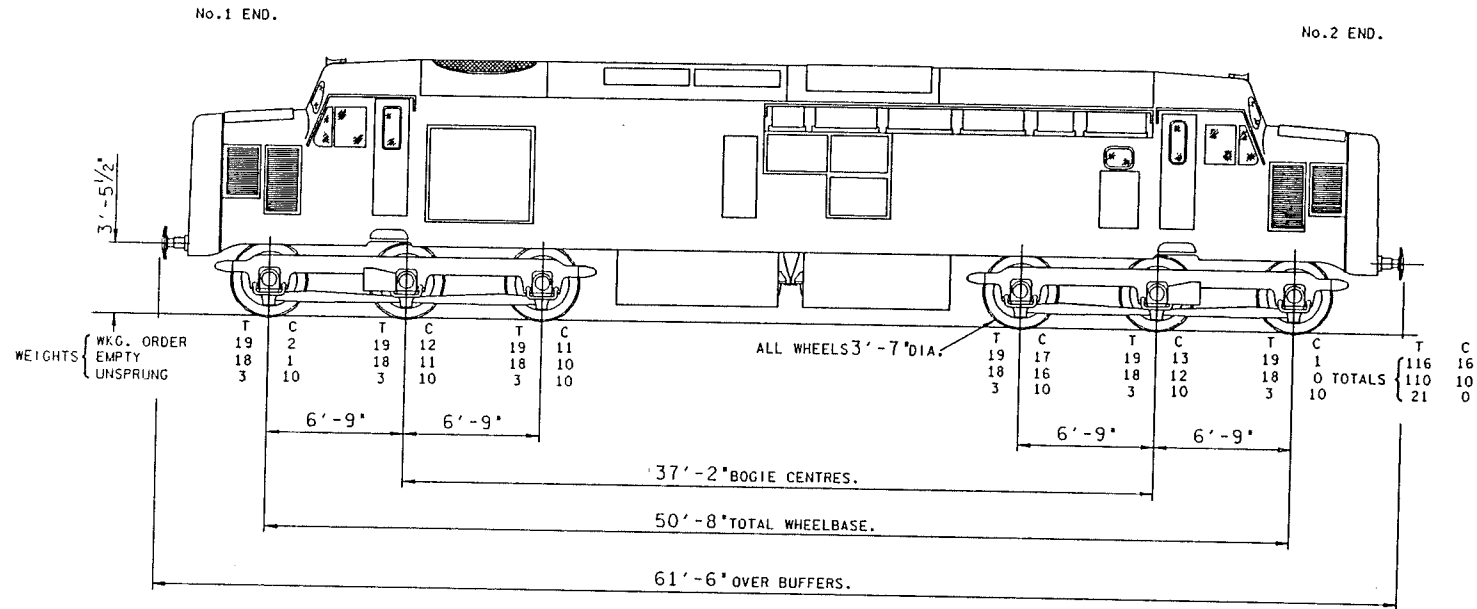 No.1 END.
No.2 END.
3'-5½"
WEIGHTS
T C T C T C
WKG. ORDER 19 2 19 12 19 11
EMPTY 18 1 18 11 18 10
UNSPRUNG 3 10 3 10 3 10
ALL WHEELS 3'-7" DIA.
T C T C T C
19 17 19 13 19 1
18 16 18 12 18 0
3 10 3 10 3 10
TOTALS
T C
116 16
110 10
21 0
6'-9" 6'-9"
6'-9" 6'-9"
37'-2" BOGIE CENTRES.
50'-8" TOTAL WHEELBASE.
61'-6" OVER BUFFERS.